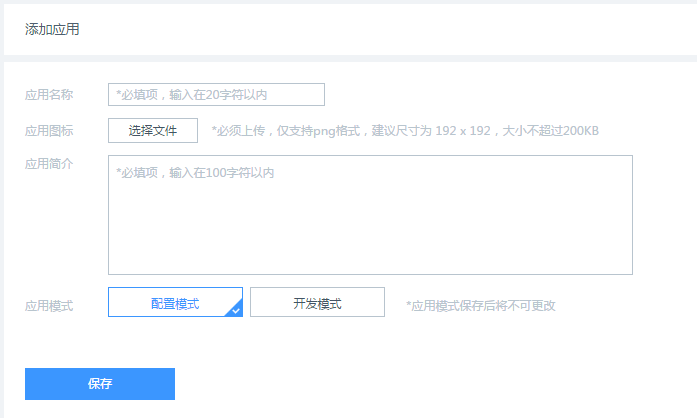 添加应用
应用名称 *必填项，输入在20字符以内
应用图标 选择文件 *必须上传，仅支持png格式，建议尺寸为 192 x 192，大小不超过200KB
应用简介 *必填项，输入在100字符以内
应用模式 配置模式 开发模式 *应用模式保存后将不可更改
保存